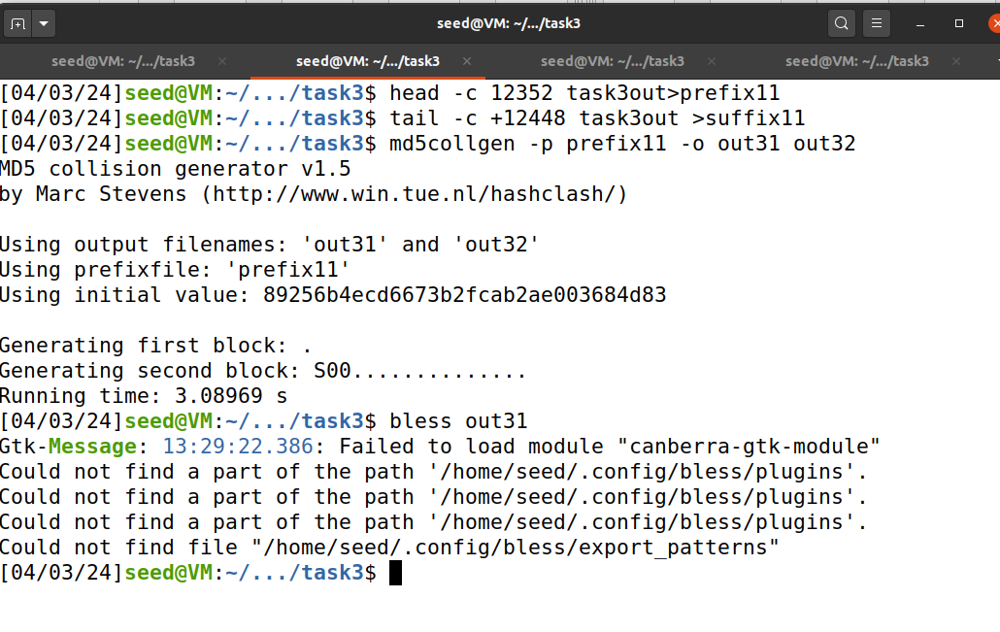 seed@VM: ~/.../task3
seed@VM: ~/.../task3
seed@VM: ~/.../task3
seed@VM: ~/.../task3
seed@VM: ~/.../task3
[04/03/24]seed@VM:~/.../task3$ head -c 12352 task3out>prefix11
[04/03/24]seed@VM:~/.../task3$ tail -c +12448 task3out >suffix11
[04/03/24]seed@VM:~/.../task3$ md5collgen -p prefix11 -o out31 out32
MD5 collision generator v1.5
by Marc Stevens (http://www.win.tue.nl/hashclash/)
Using output filenames: 'out31' and 'out32'
Using prefixfile: 'prefix11'
Using initial value: 89256b4ecd6673b2fcab2ae003684d83
Generating first block: .
Generating second block: S00..............
Running time: 3.08969 s
[04/03/24]seed@VM:~/.../task3$ bless out31
Gtk-Message: 13:29:22.386: Failed to load module "canberra-gtk-module"
Could not find a part of the path '/home/seed/.config/bless/plugins'.
Could not find a part of the path '/home/seed/.config/bless/plugins'.
Could not find a part of the path '/home/seed/.config/bless/plugins'.
Could not find file "/home/seed/.config/bless/export_patterns"
[04/03/24]seed@VM:~/.../task3$